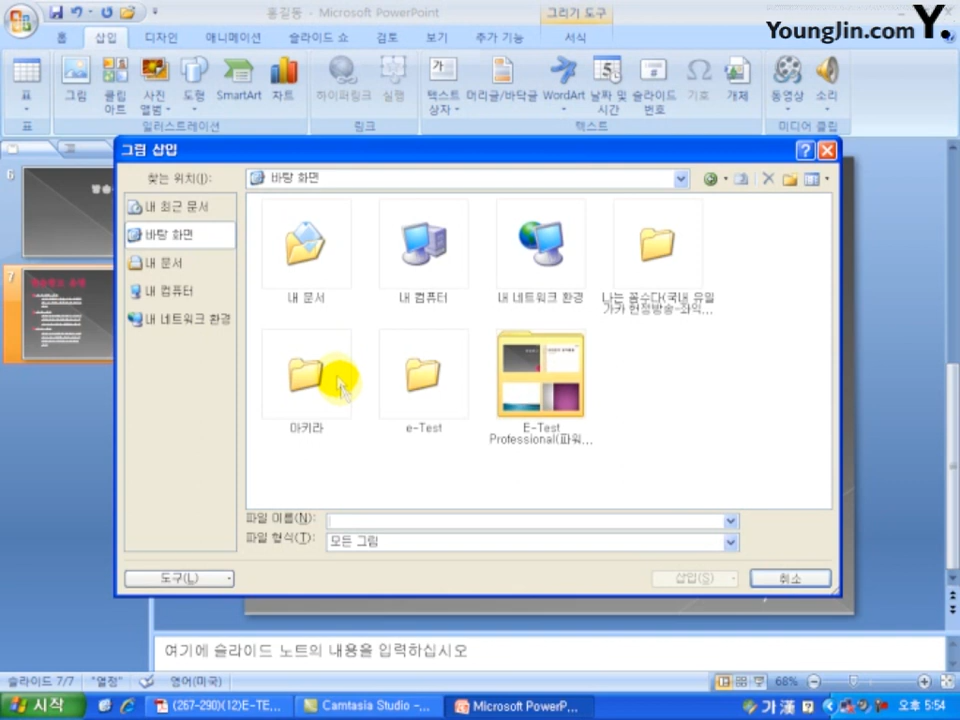 홍길동 - Microsoft PowerPoint
그리기 도구
YoungJin.com Y.
홈 삽입 디자인 애니메이션 슬라이드 쇼 검토 보기 추가 기능 서식
표 그림 클립 아트 사진 앨범 도형 SmartArt 차트 하이퍼링크 실행 텍스트 상자 머리글/바닥글 WordArt 날짜 및 시간 슬라이드 번호 기호 개체 동영상 소리
표 일러스트레이션 링크 텍스트 미디어 클립
그림 삽입
찾는 위치(I): 바탕 화면
내 최근 문서
바탕 화면
내 문서
내 컴퓨터
내 네트워크 환경
내 문서 내 컴퓨터 내 네트워크 환경 나는 꼼수다(국내 유일
가카 헌정방송-좌익...
아키라 e-Test E-Test
Professional(파워...
파일 이름(N):
파일 형식(T): 모든 그림
도구(L) 삽입(S) 취소
6
7
여기에 슬라이드 노트의 내용을 입력하십시오
슬라이드 7/7 "열정" 영어(미국) 68%
시작 (267-290)(12)E-TE,... Camtasia Studio -,... Microsoft PowerP,... 가 漢 오후 5:54